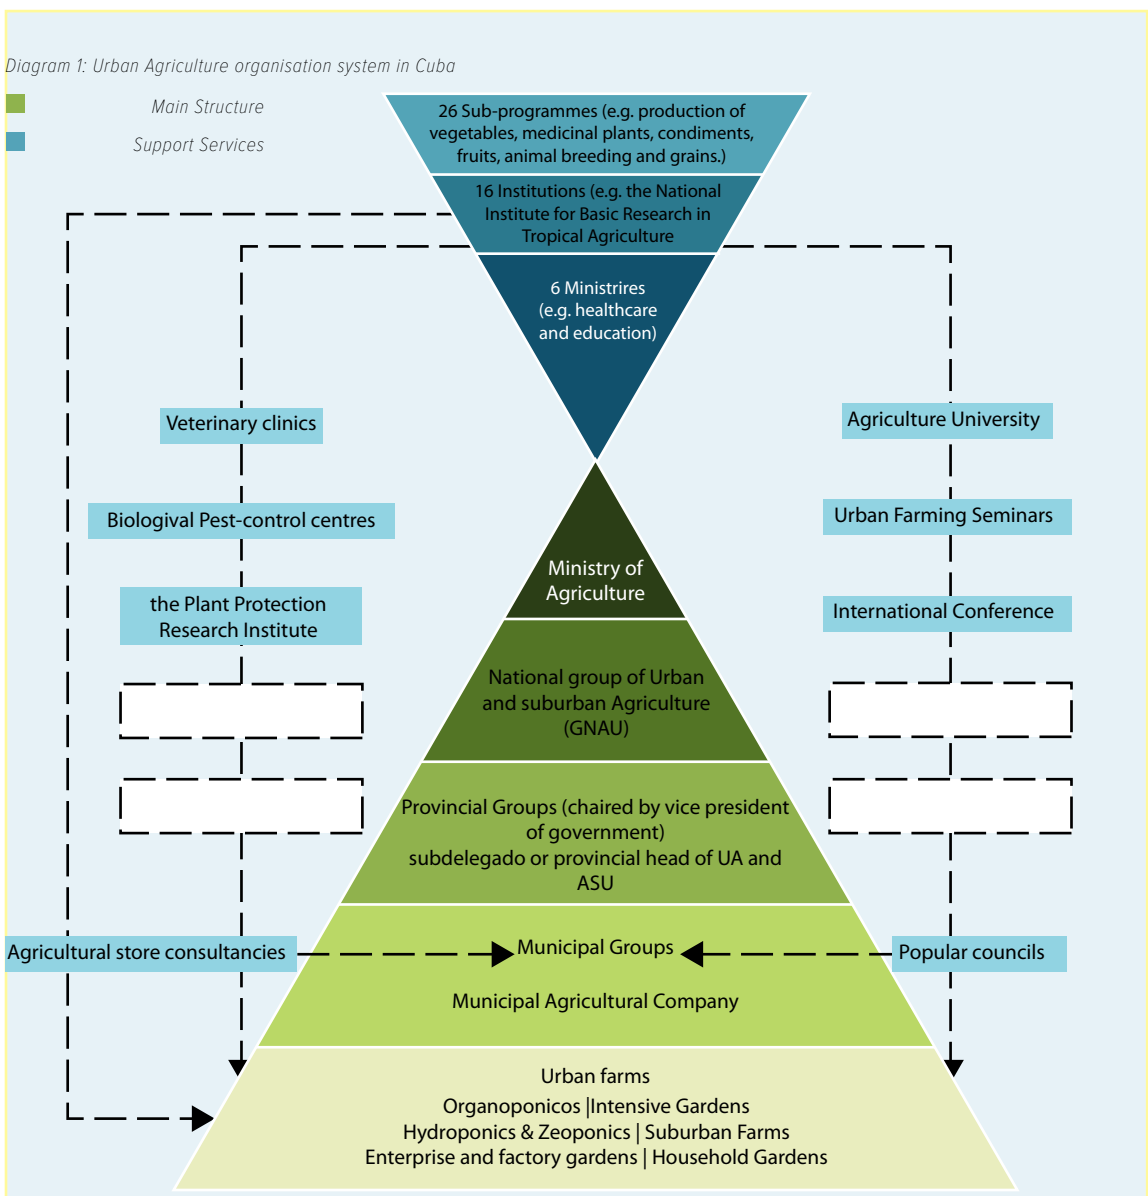 Diagram 1: Urban Agriculture organisation system in Cuba
Main Structure
Support Services
26 Sub-programmes (e.g. production of
vegetables, medicinal plants, condiments,
fruits, animal breeding and grains.)
16 Institutions (e.g. the National
Institute for Basic Research in
Tropical Agriculture
6 Ministrires
(e.g. healthcare
and education)
Veterinary clinics
Biologival Pest-control centres
the Plant Protection
Research Institute
Agriculture University
Urban Farming Seminars
International Conference
Ministry of
Agriculture
National group of Urban
and suburban Agriculture
(GNAU)
Provincial Groups (chaired by vice president
of government)
subdelegado or provincial head of UA and
ASU
Agricultural store consultancies
Municipal Groups
Popular councils
Municipal Agricultural Company
Urban farms
Organoponicos |Intensive Gardens
Hydroponics & Zeoponics | Suburban Farms
Enterprise and factory gardens | Household Gardens